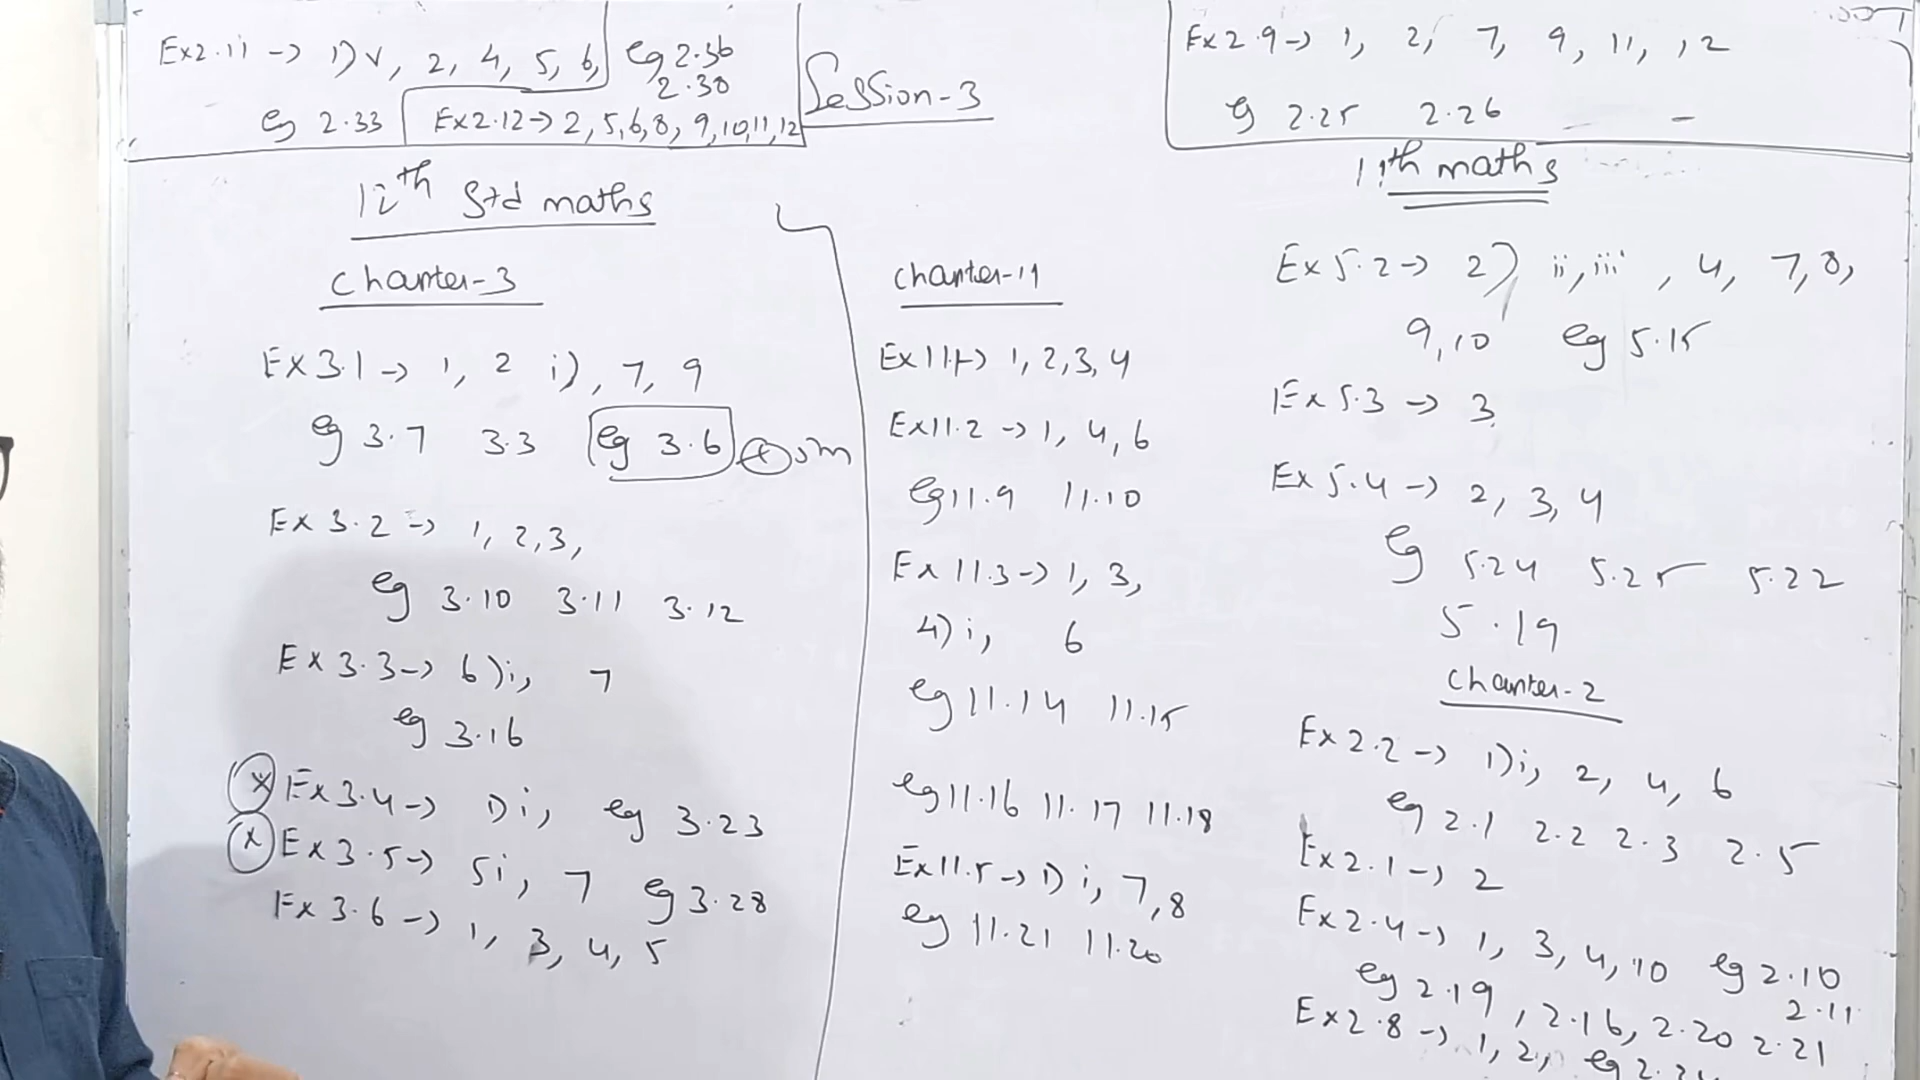 Ex2.11 -> 1) v, 2, 4, 5, 6, eg 2.36
2.30
eg 2.33 Ex2.12 -> 2, 5, 6, 8, 9, 10, 11, 12
Session-3
12th Std maths
Chapter-3
Ex 3.1 -> 1, 2 i), 7, 9
eg 3.7 3.3 eg 3.6
Ex 3.2 -> 1, 2, 3,
eg 3.10 3.11 3.12
Ex 3.3 -> 6) i, 7
eg 3.16
x Ex 3.4 -> 1) i, eg 3.23
x Ex 3.5 -> 5i, 7 eg 3.28
Ex 3.6 -> 1, 3, 4, 5
Chapter-11
Ex 11.1 -> 1, 2, 3, 4
Ex11.2 -> 1, 4, 6
eg 11.9 11.10
Ex 11.3 -> 1, 3,
4) i, 6
eg 11.14 11.15
eg 11.16 11.17 11.18
Ex11.5 -> 1) i, 7, 8
eg 11.21 11.20
Ex 2.9 -> 1, 2, 7, 9, 11, 12
eg 2.25 2.26
11th maths
Ex 5.2 -> 2) ii, iii, 4, 7, 8,
9, 10 eg 5.15
Ex 5.3 -> 3
Ex 5.4 -> 2, 3, 4
eg 5.24 5.25 5.22
5.19
Chapter-2
Ex 2.2 -> 1) i, 2, 4, 6
eg 2.1 2.2 2.3 2.5
Ex 2.1 -> 2
Ex 2.4 -> 1, 3, 4, 10 eg 2.10
2.11
eg 2.19, 2.16, 2.20 2.21
Ex 2.8 -> 1, 2, eg